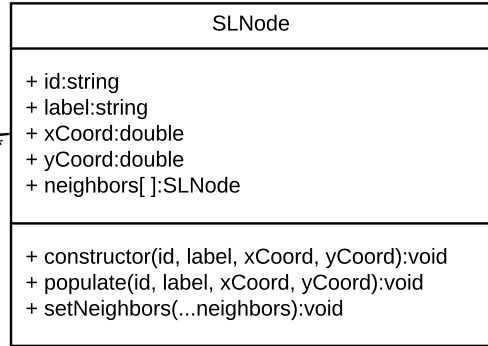 SLNode
+ id:string
+ label:string
+ xCoord:double
+ yCoord:double
+ neighbors[ ]:SLNode
+ constructor(id, label, xCoord, yCoord):void
+ populate(id, label, xCoord, yCoord):void
+ setNeighbors(...neighbors):void